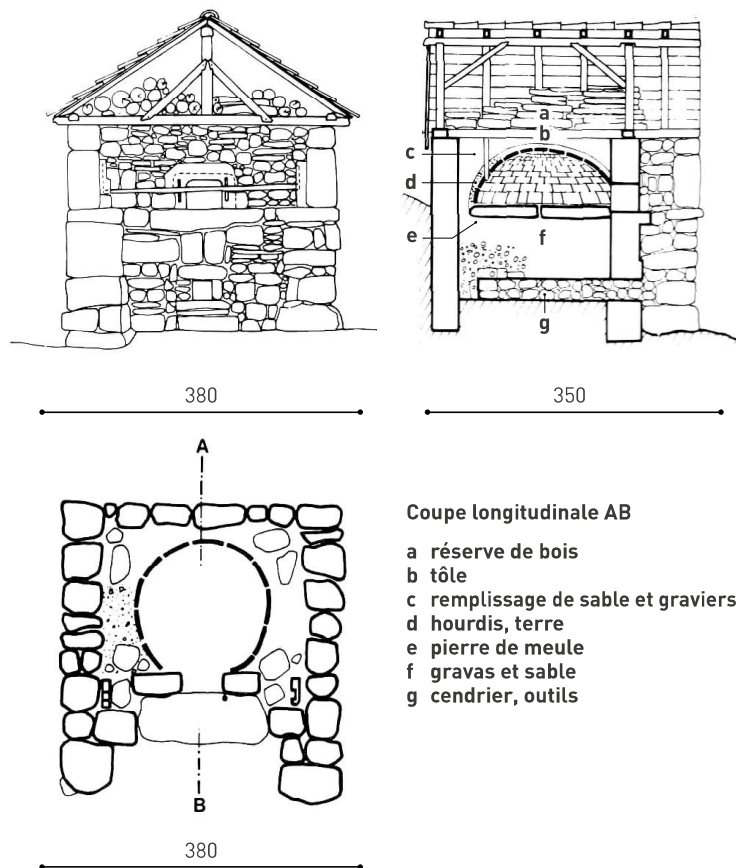 a
b
c
d
e
f
g
380
350
A
B
380
Coupe longitudinale AB
a réserve de bois
b tôle
c remplissage de sable et graviers
d hourdis, terre
e pierre de meule
f gravas et sable
g cendrier, outils